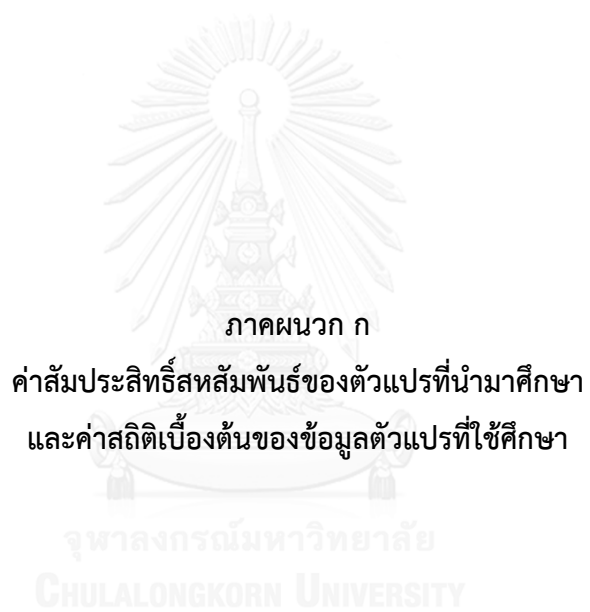 ภาคผนวก ก
ค่าสัมประสิทธิ์สหสัมพันธ์ของตัวแปรที่นำมาศึกษา
และค่าสถิติเบื้องต้นของข้อมูลตัวแปรที่ใช้ศึกษา
จุฬาลงกรณ์มหาวิทยาลัย
CHULALONGKORN UNIVERSITY